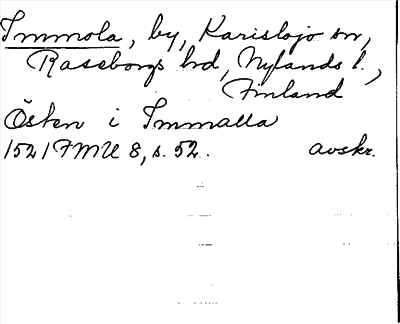 Immola, by, Karislojo sn,
Raseborgs hd, Nylands l.,
Finland
Östen i Immalla
1521 FMU 8, s. 52. avskr.